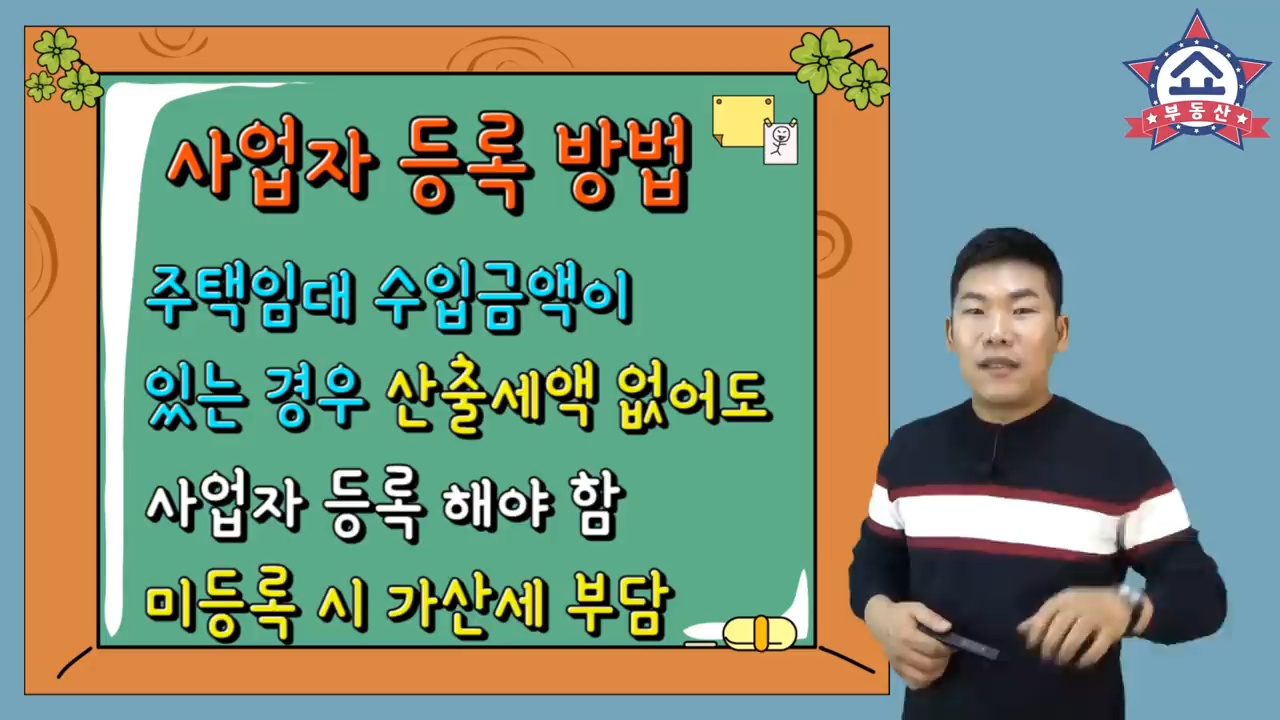 사업자 등록 방법
주택임대 수입금액이
있는 경우 산출세액 없어도
사업자 등록 해야 함
미등록 시 가산세 부담
부동산